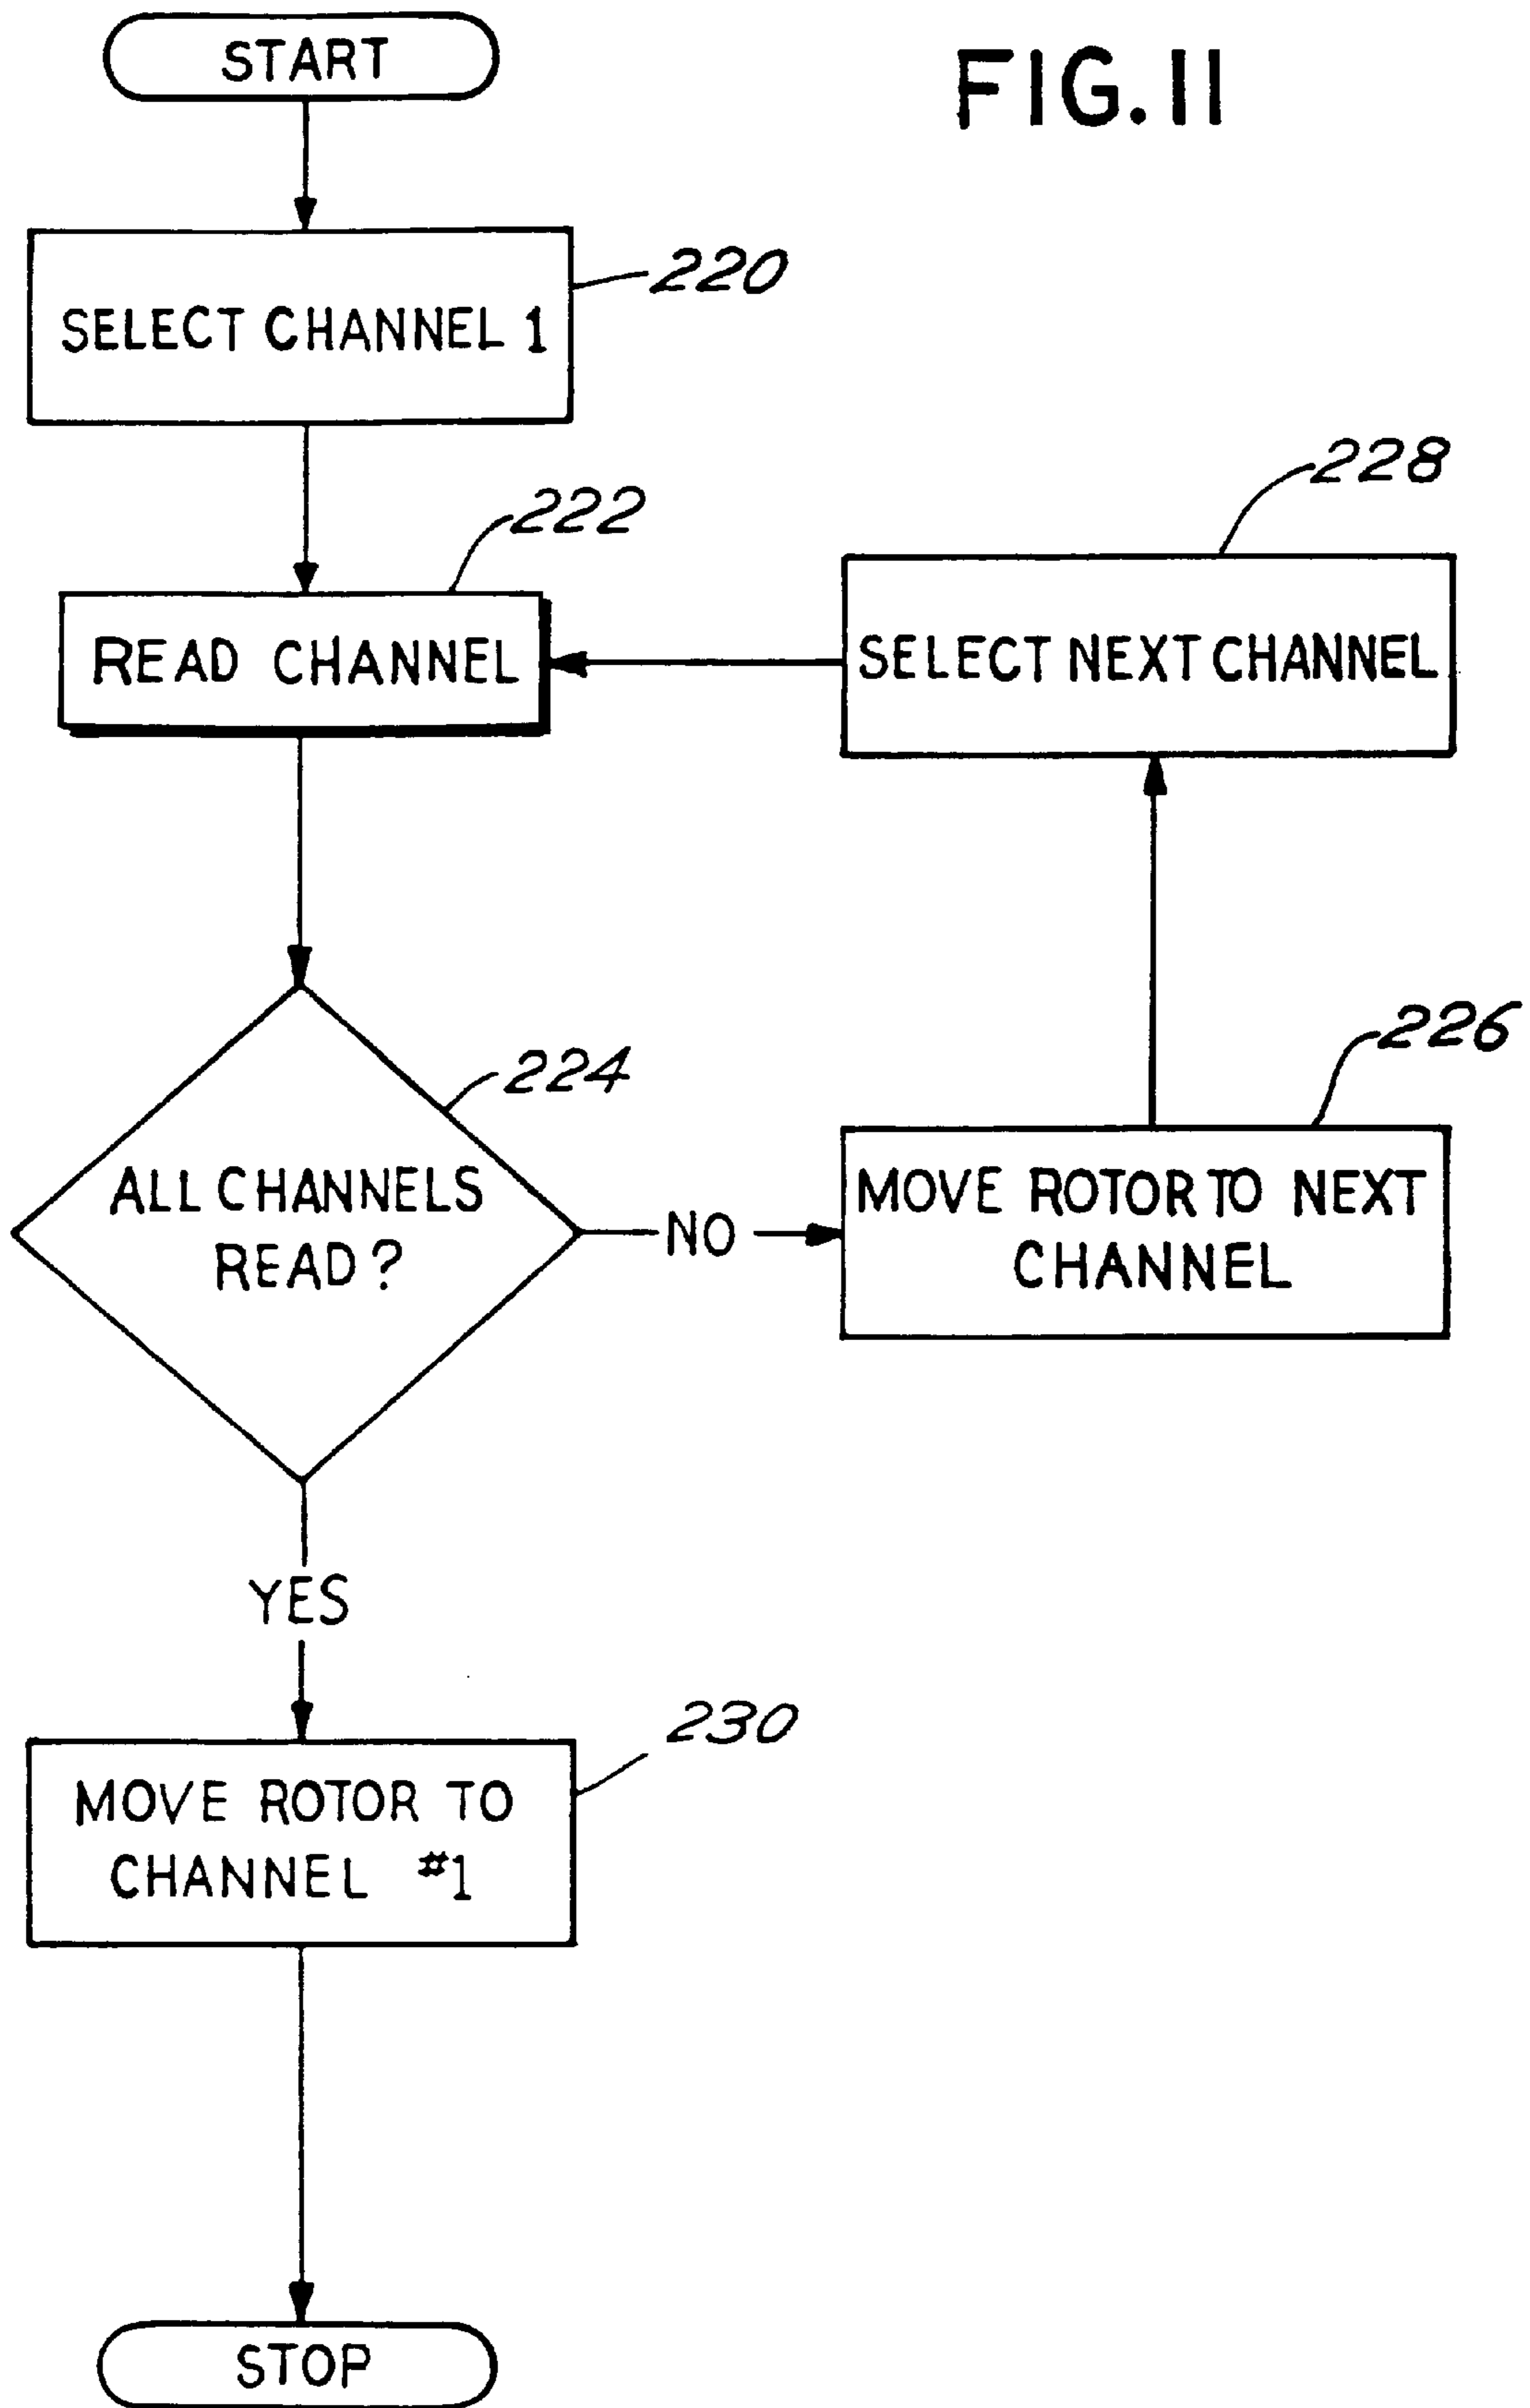 START
FIG. 11
220
SELECT CHANNEL 1
228
222
READ CHANNEL
SELECT NEXT CHANNEL
226
224
ALL CHANNELS
READ?
NO
MOVE ROTOR TO NEXT
CHANNEL
YES
230
MOVE ROTOR TO
CHANNEL #1
STOP